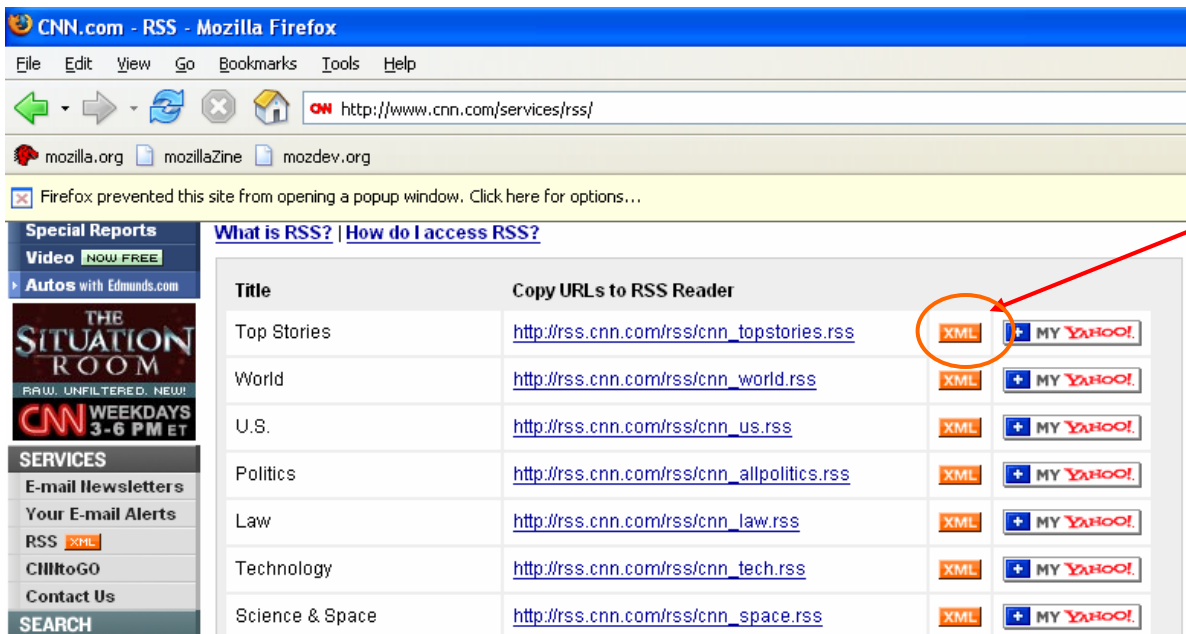 CNN.com - RSS - Mozilla Firefox
File Edit View Go Bookmarks Tools Help
CNN http://www.cnn.com/services/rss/
mozilla.org mozillaZine mozdev.org
Firefox prevented this site from opening a popup window. Click here for options...
Special Reports
Video NOW FREE
Autos with Edmunds.com
THE
SITUATION
ROOM
RAW. UNFILTERED. NEW!
CNN WEEKDAYS
3-6 PM ET
SERVICES
E-mail Newsletters
Your E-mail Alerts
RSS XML
CNNtoGO
Contact Us
SEARCH
What is RSS? | How do I access RSS?
Title Copy URLs to RSS Reader
Top Stories http://rss.cnn.com/rss/cnn_topstories.rss XML + MY YAHOO!
World http://rss.cnn.com/rss/cnn_world.rss XML + MY YAHOO!
U.S. http://rss.cnn.com/rss/cnn_us.rss XML + MY YAHOO!
Politics http://rss.cnn.com/rss/cnn_allpolitics.rss XML + MY YAHOO!
Law http://rss.cnn.com/rss/cnn_law.rss XML + MY YAHOO!
Technology http://rss.cnn.com/rss/cnn_tech.rss XML + MY YAHOO!
Science & Space http://rss.cnn.com/rss/cnn_space.rss XML + MY YAHOO!